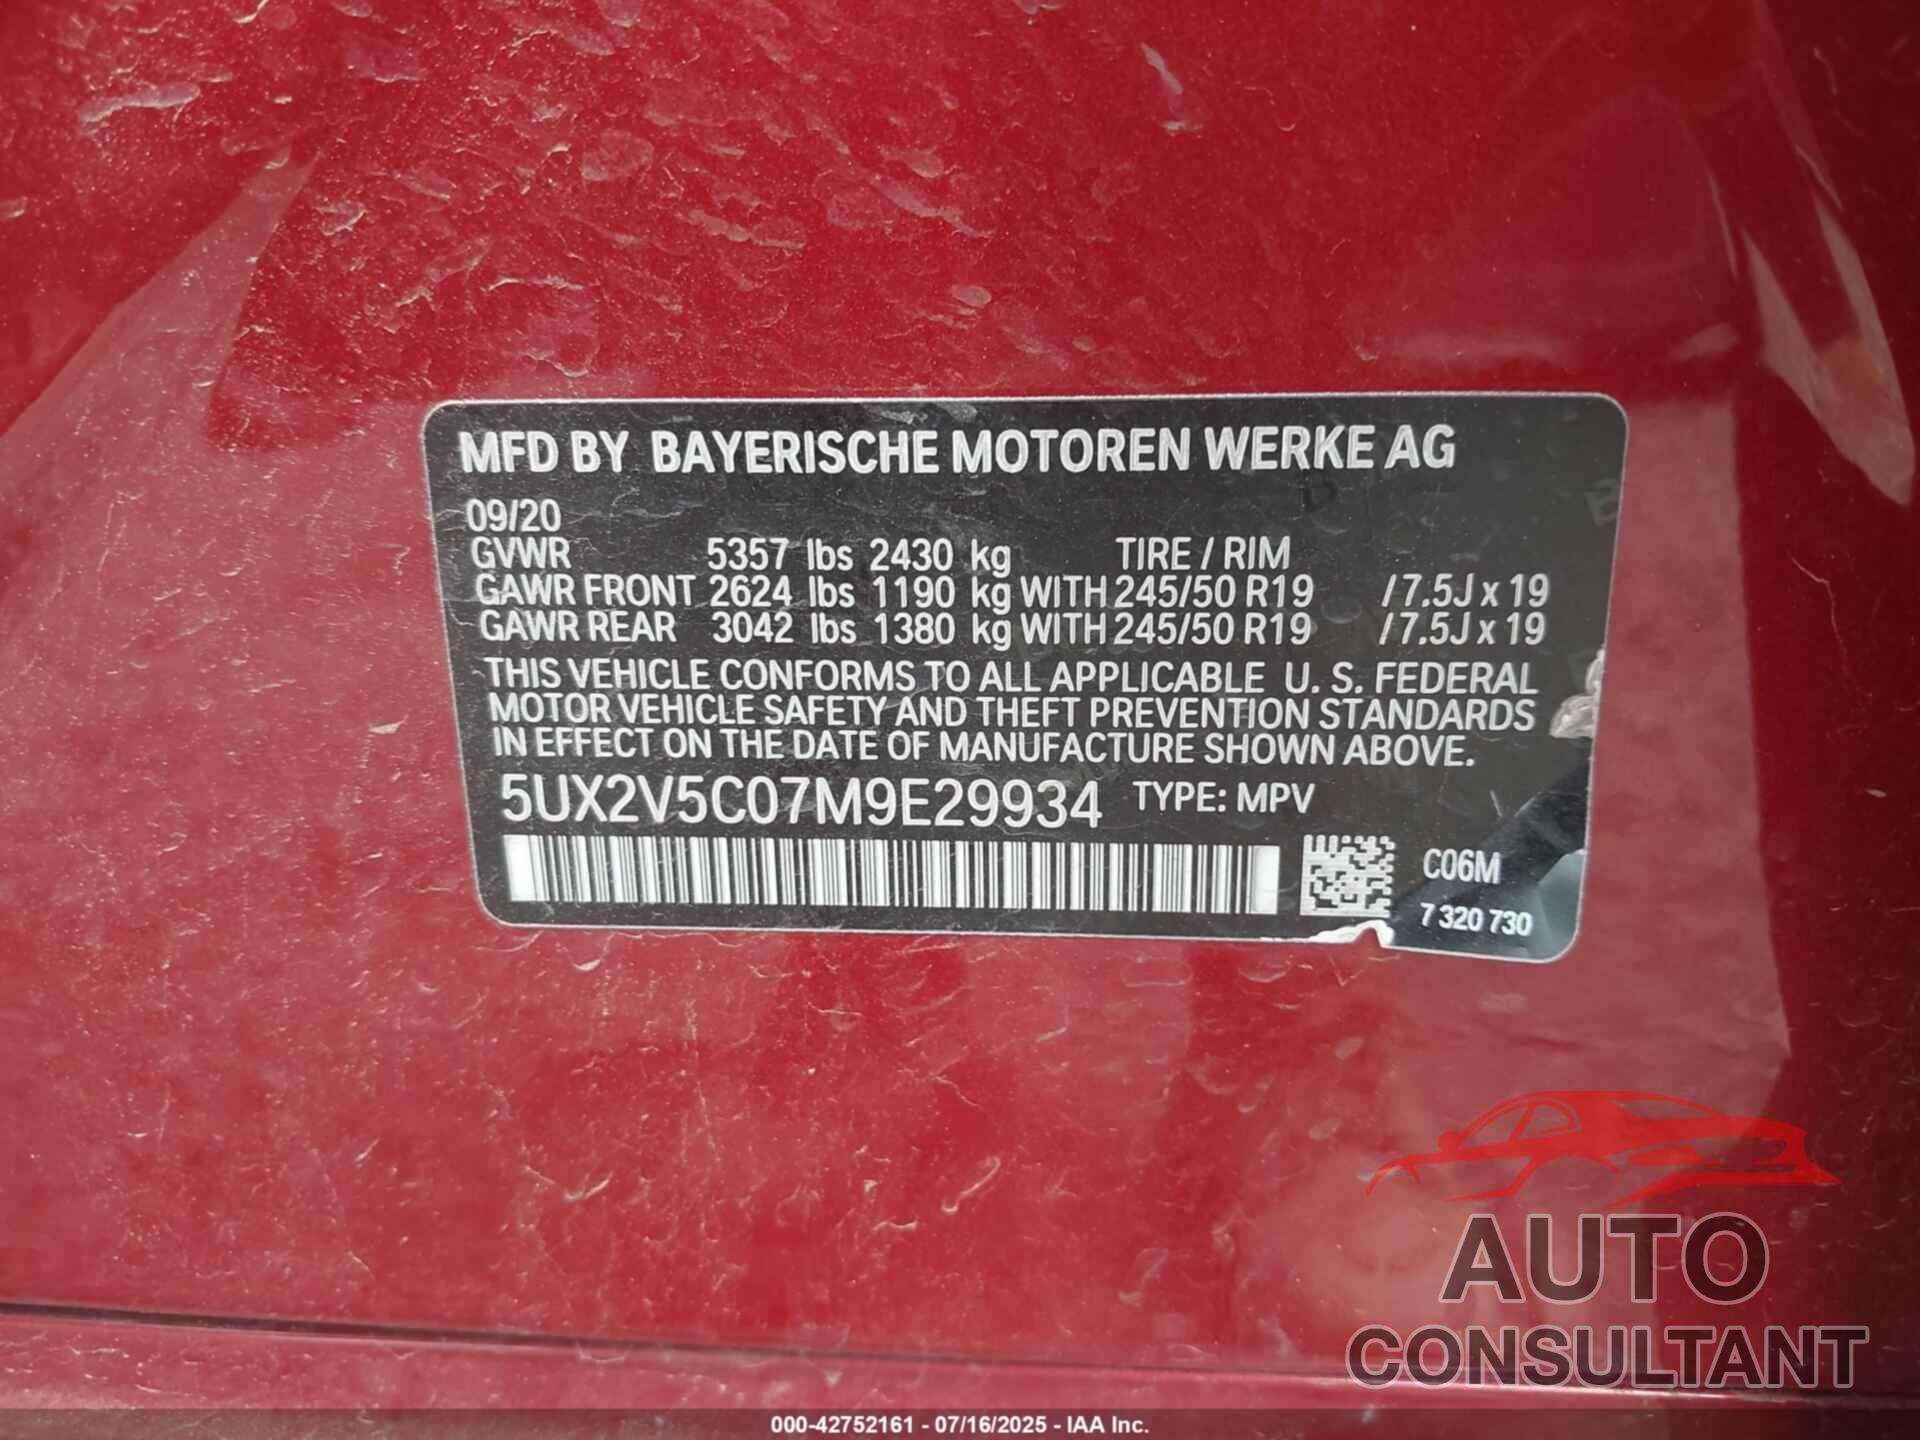 MFD BY BAYERISCHE MOTOREN WERKE AG
09/20
GVWR 5357 lbs 2430 kg TIRE / RIM
GAWR FRONT 2624 lbs 1190 kg WITH 245/50 R19 /7.5J x 19
GAWR REAR 3042 lbs 1380 kg WITH 245/50 R19 /7.5J x 19
THIS VEHICLE CONFORMS TO ALL APPLICABLE U. S. FEDERAL
MOTOR VEHICLE SAFETY AND THEFT PREVENTION STANDARDS
IN EFFECT ON THE DATE OF MANUFACTURE SHOWN ABOVE.
5UX2V5C07M9E29934 TYPE: MPV
C06M
7 320 730
AUTO
CONSULTANT
000-42752161 - 07/16/2025 - IAA Inc.